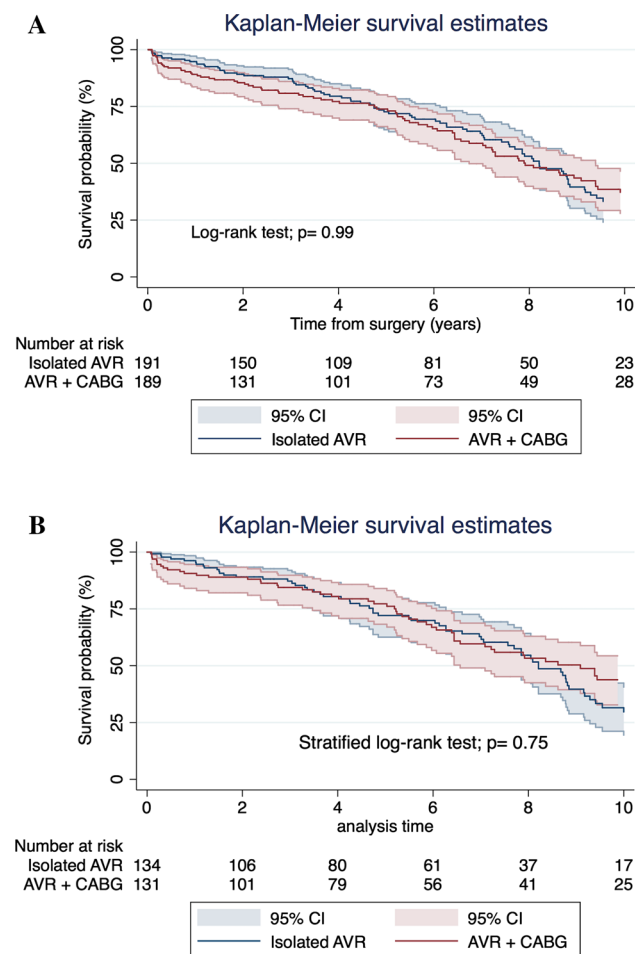 A
Kaplan-Meier survival estimates
Survival probability (%)
100
75
50
25
0
Log-rank test; p= 0.99
0 2 4 6 8 10
Time from surgery (years)
Number at risk
Isolated AVR 191 150 109 81 50 23
AVR + CABG 189 131 101 73 49 28
95% CI 95% CI
Isolated AVR AVR + CABG
B
Kaplan-Meier survival estimates
Survival probability (%)
100
75
50
25
0
Stratified log-rank test; p= 0.75
0 2 4 6 8 10
analysis time
Number at risk
Isolated AVR 134 106 80 61 37 17
AVR + CABG 131 101 79 56 41 25
95% CI 95% CI
Isolated AVR AVR + CABG